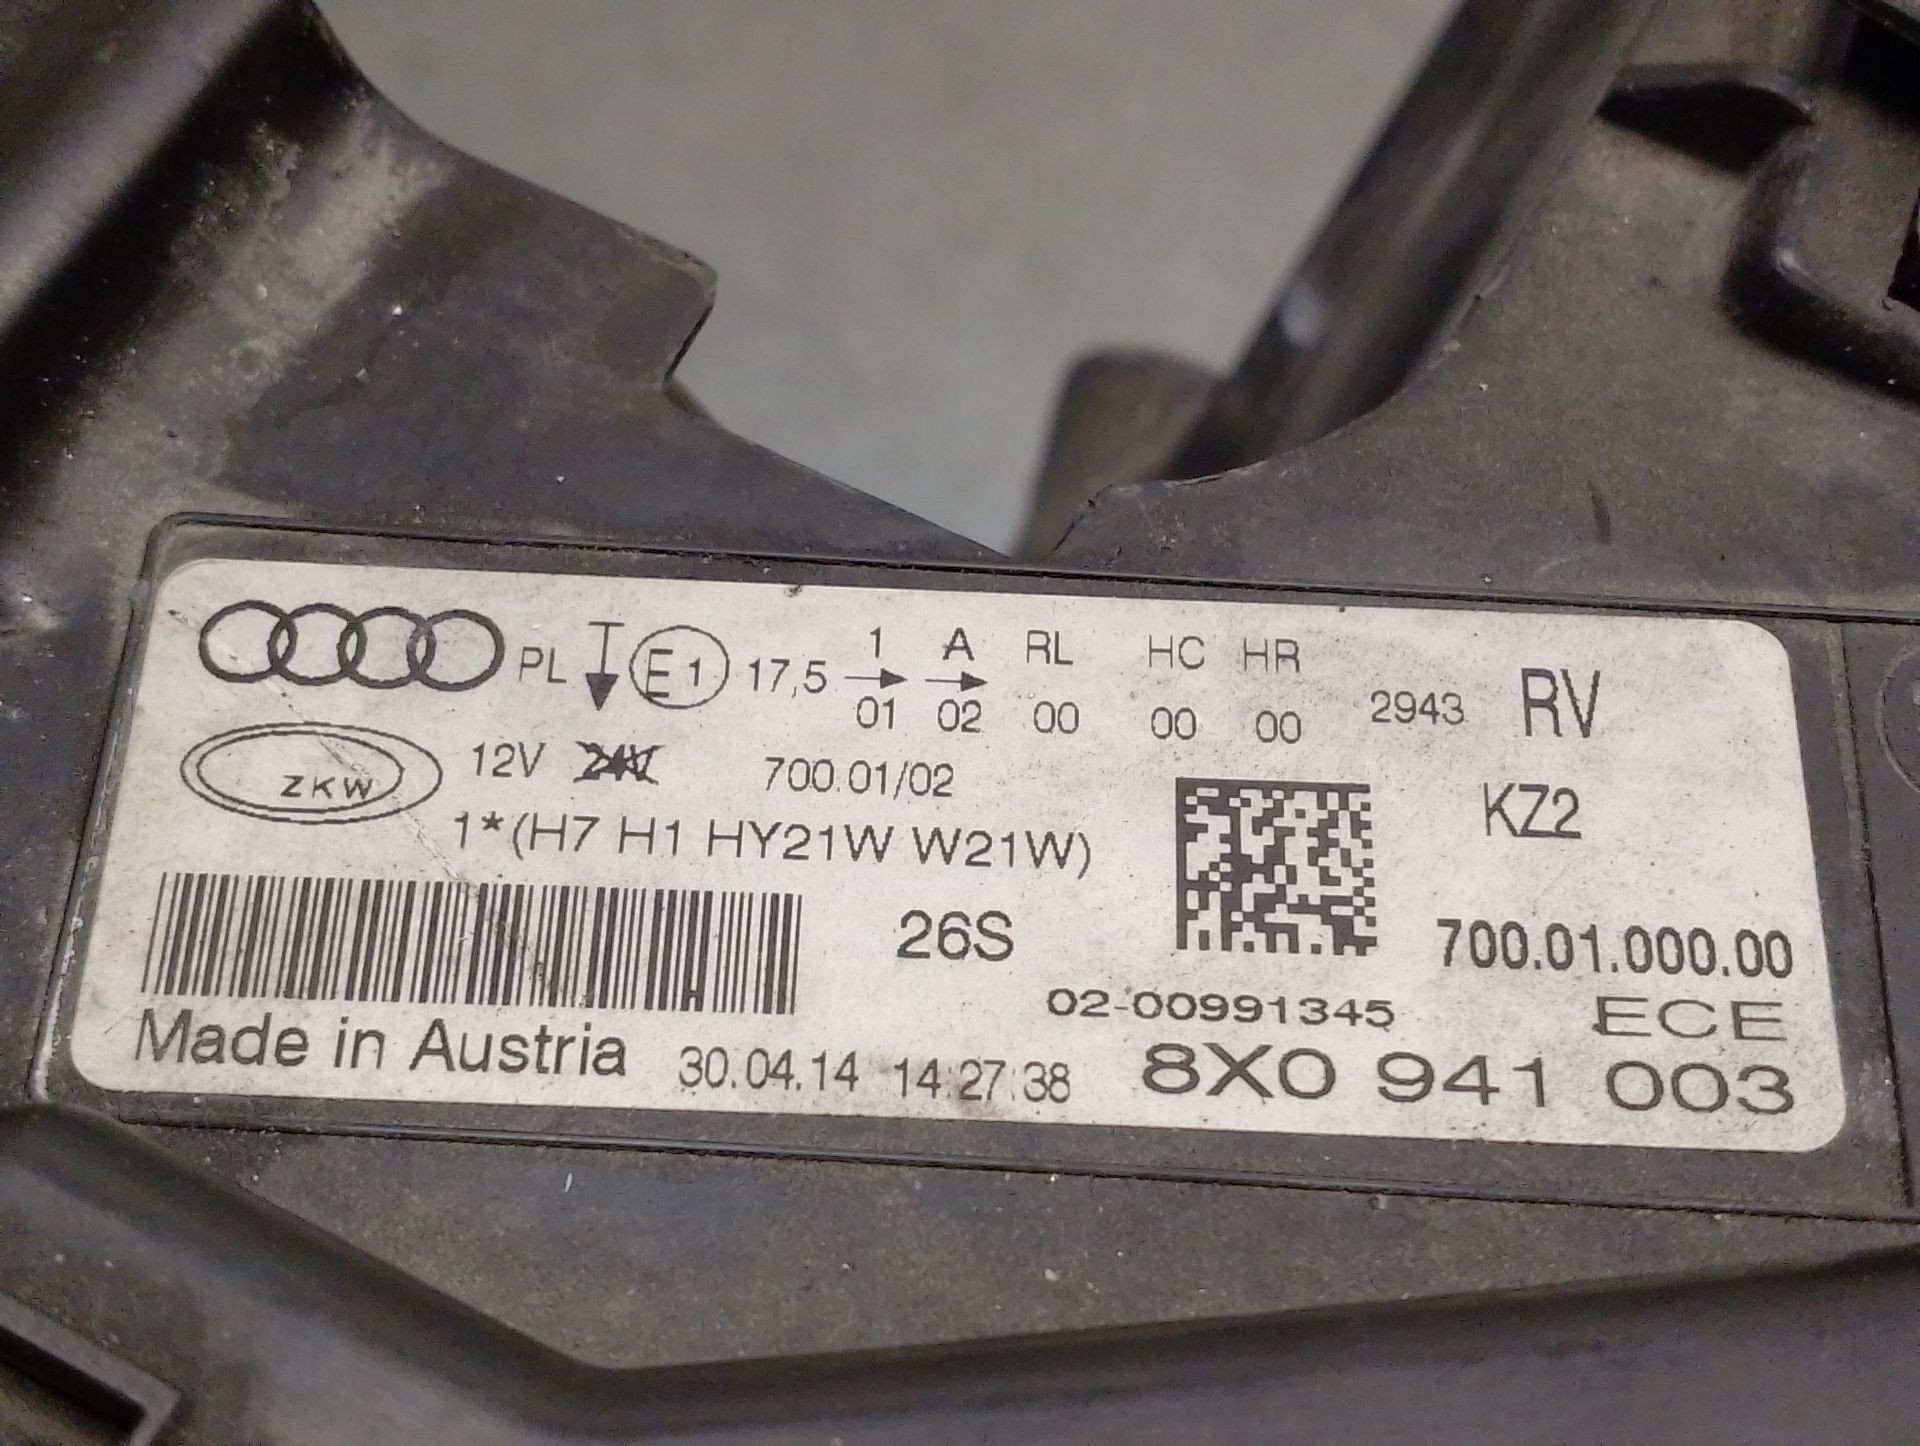 PL E1 17,5 1 A RL HC HR
01 02 00 00 00 2943 RV
ZKW 12V 24V 700.01/02 KZ2
1*(H7 H1 HY21W W21W)
26S 700.01.000.00
02-00991345 ECE
Made in Austria 30.04.14 14:27:38 8X0 941 003